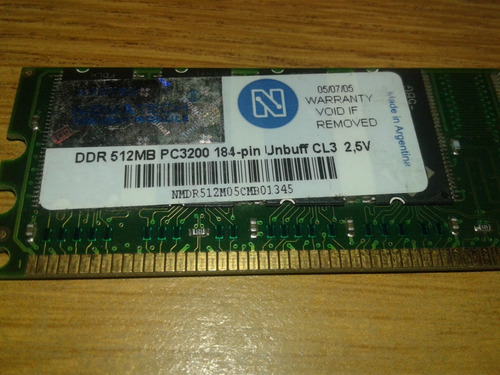 N
05/07/05
WARRANTY
VOID IF
REMOVED
Made in Argentina
DDR 512MB PC3200 184-pin Unbuff CL3 2,5V
NMDR512M05CMB01345